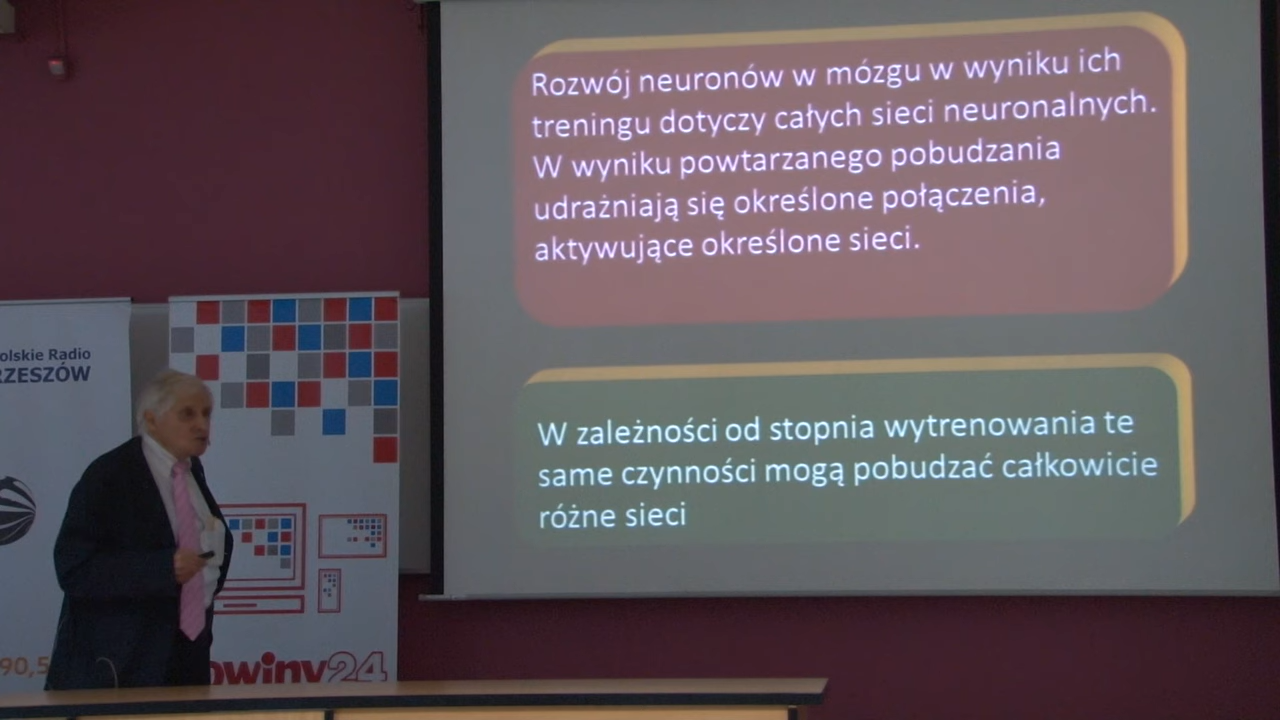 Rozwój neuronów w mózgu w wyniku ich
treningu dotyczy całych sieci neuronalnych.
W wyniku powtarzanego pobudzania
udrażniają się określone połączenia,
aktywujące określone sieci.
W zależności od stopnia wytrenowania te
same czynności mogą pobudzać całkowicie
różne sieci
olskie Radio
RZESZÓW
90,5
owiny24